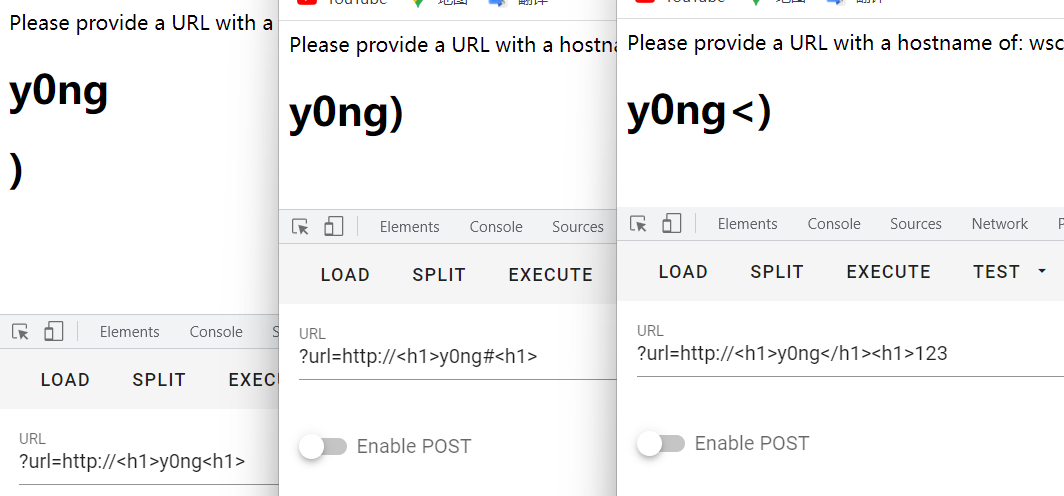 Please provide a URL with a
y0ng
)
Elements Console
LOAD SPLIT
URL
?url=http://<h1>y0ng<h1>
YouTube 地图 翻译
Please provide a URL with a
y0ng)
Elements Console Sources
LOAD SPLIT EXECUTE
URL
?url=http://<h1>y0ng#<h1>
Enable POST
YouTube 地图 翻译
Please provide a URL with a hostname of: wsc
y0ng<)
Elements Console Sources Network
LOAD SPLIT EXECUTE TEST
URL
?url=http://<h1>y0ng</h1><h1>123
Enable POST